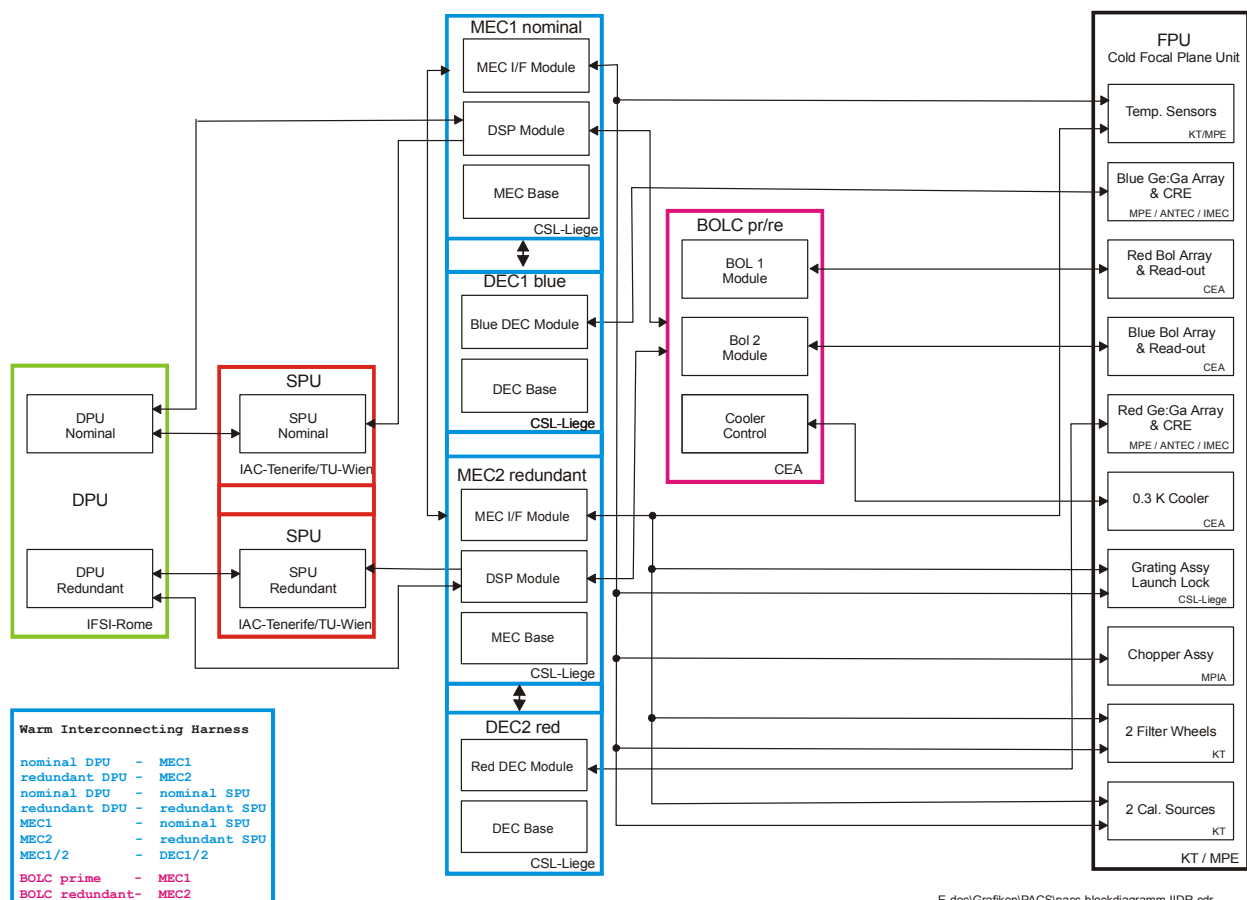 MEC1 nominal
MEC I/F Module
DSP Module
MEC Base
CSL-Liege
DEC1 blue
Blue DEC Module
DEC Base
CSL-Liege
MEC2 redundant
MEC I/F Module
DSP Module
MEC Base
CSL-Liege
DEC2 red
Red DEC Module
DEC Base
CSL-Liege
DPU
Nominal
DPU
DPU
Redundant
IFSI-Rome
SPU
SPU
Nominal
IAC-Tenerife/TU-Wien
SPU
SPU
Redundant
IAC-Tenerife/TU-Wien
BOLC pr/re
BOL 1
Module
Bol 2
Module
Cooler
Control
CEA
FPU
Cold Focal Plane Unit
Temp. Sensors
KT/MPE
Blue Ge:Ga Array
& CRE
MPE / ANTEC / IMEC
Red Bol Array
& Read-out
CEA
Blue Bol Array
& Read-out
CEA
Red Ge:Ga Array
& CRE
MPE / ANTEC / IMEC
0.3 K Cooler
CEA
Grating Assy
Launch Lock
CSL-Liege
Chopper Assy
MPIA
2 Filter Wheels
KT
2 Cal. Sources
KT
KT / MPE
Warm Interconnecting Harness
nominal DPU - MEC1
redundant DPU - MEC2
nominal DPU - nominal SPU
redundant DPU - redundant SPU
MEC1 - nominal SPU
MEC2 - redundant SPU
MEC1/2 - DEC1/2
BOLC prime - MEC1
BOLC redundant- MEC2